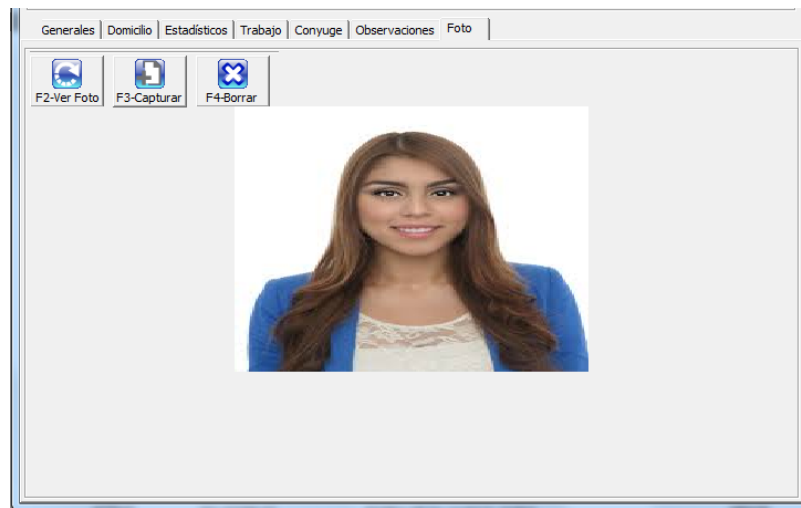 Generales Domicilio Estadísticos Trabajo Conyuge Observaciones Foto
F2-Ver Foto F3-Capturar F4-Borrar